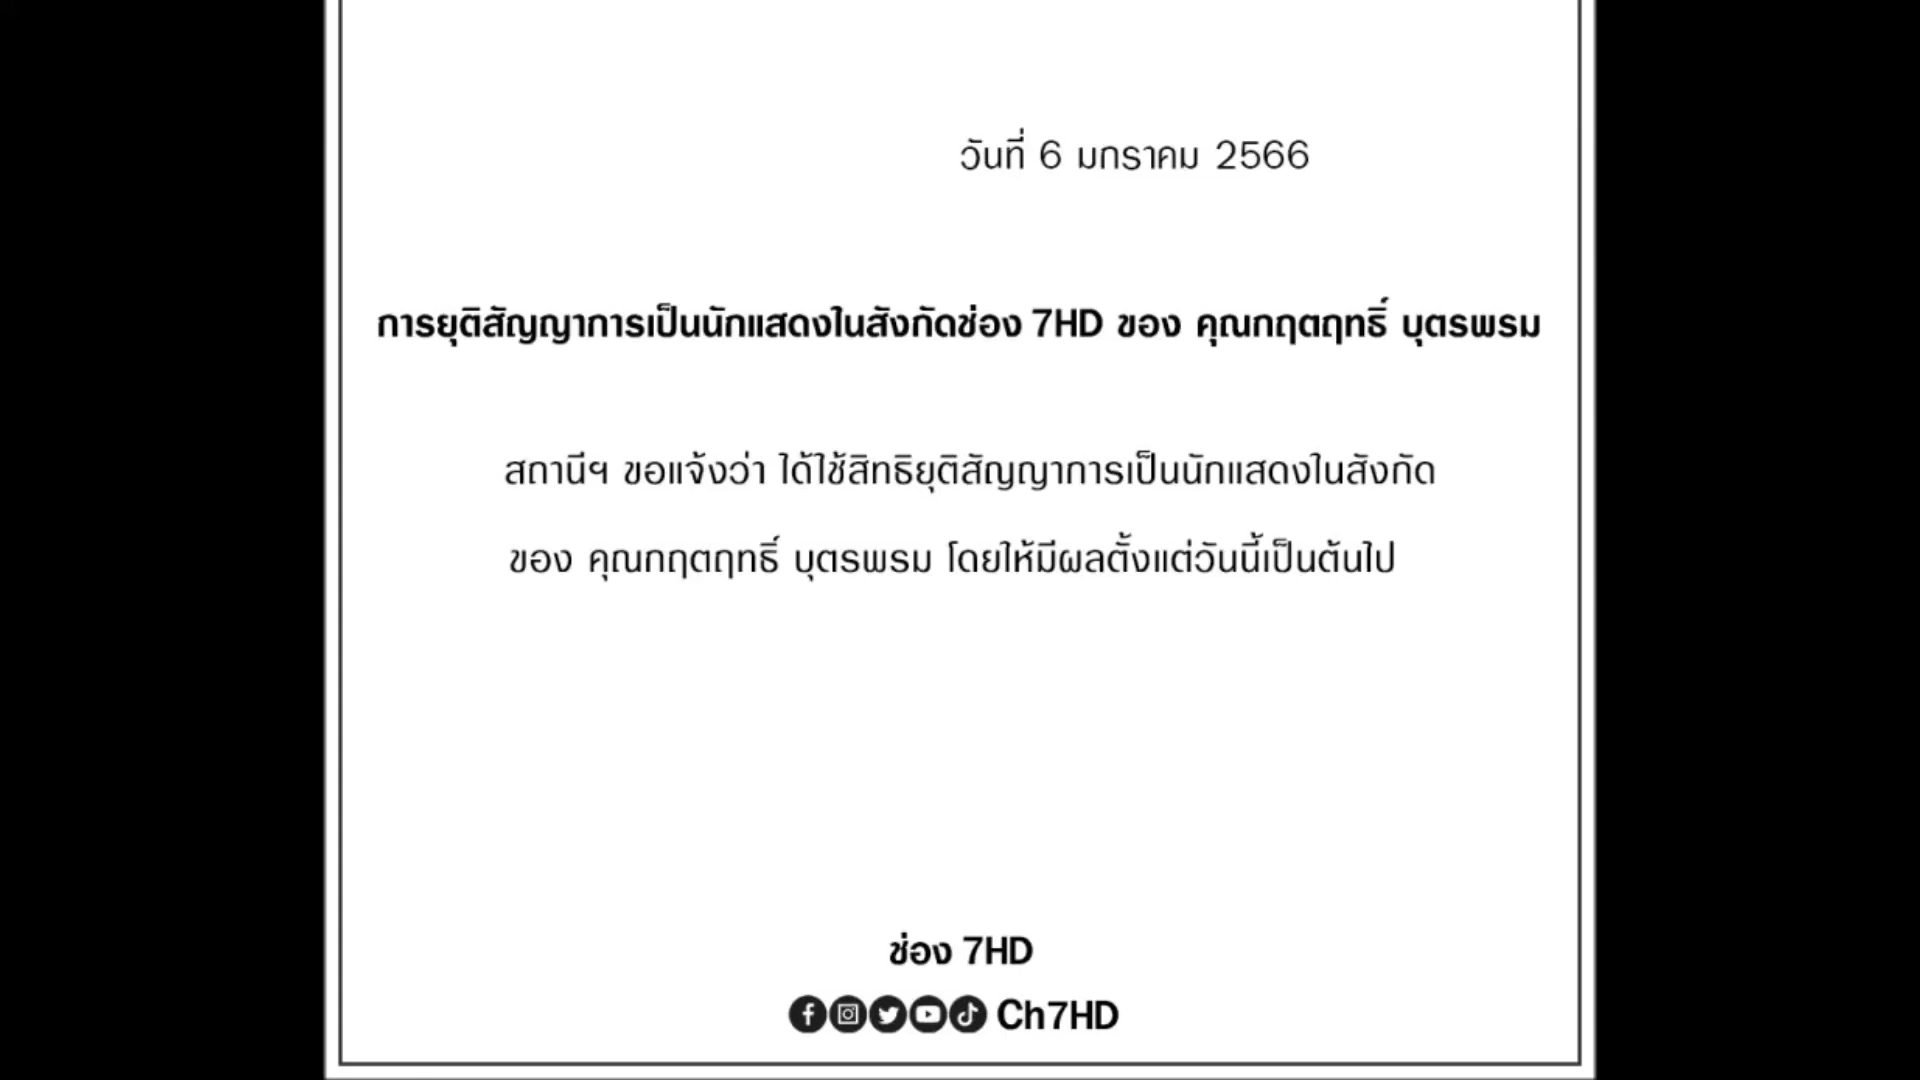 วันที่ 6 มกราคม 2566
การยุติสัญญาการเป็นนักแสดงในสังกัดช่อง 7HD ของ คุณกฤตฤทธิ์ บุตรพรม
สถานีฯ ขอแจ้งว่า ได้ใช้สิทธิยุติสัญญาการเป็นนักแสดงในสังกัด
ของ คุณกฤตฤทธิ์ บุตรพรม โดยให้มีผลตั้งแต่วันนี้เป็นต้นไป
ช่อง 7HD
Ch7HD